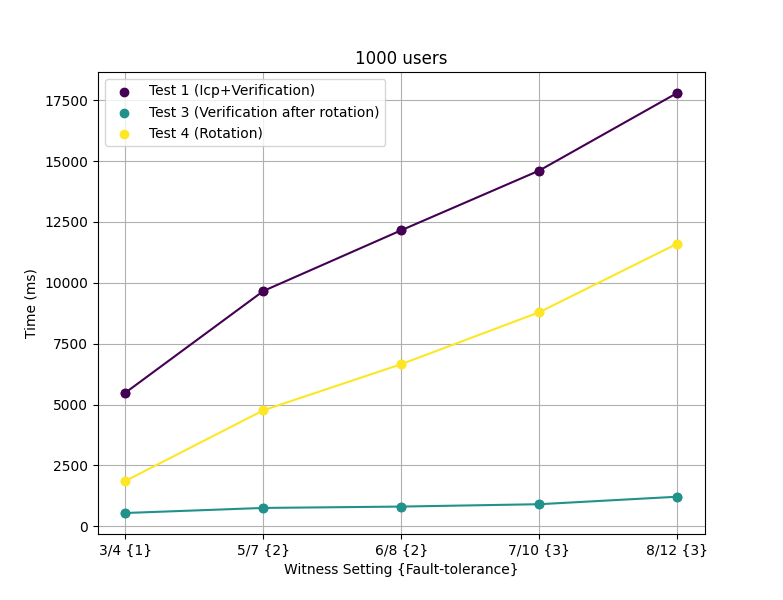 1000 users
Test 1 (Icp+Verification)
Test 3 (Verification after rotation)
Test 4 (Rotation)
17500
15000
12500
10000
7500
5000
2500
0
Time (ms)
3/4 {1} 5/7 {2} 6/8 {2} 7/10 {3} 8/12 {3}
Witness Setting {Fault-tolerance}